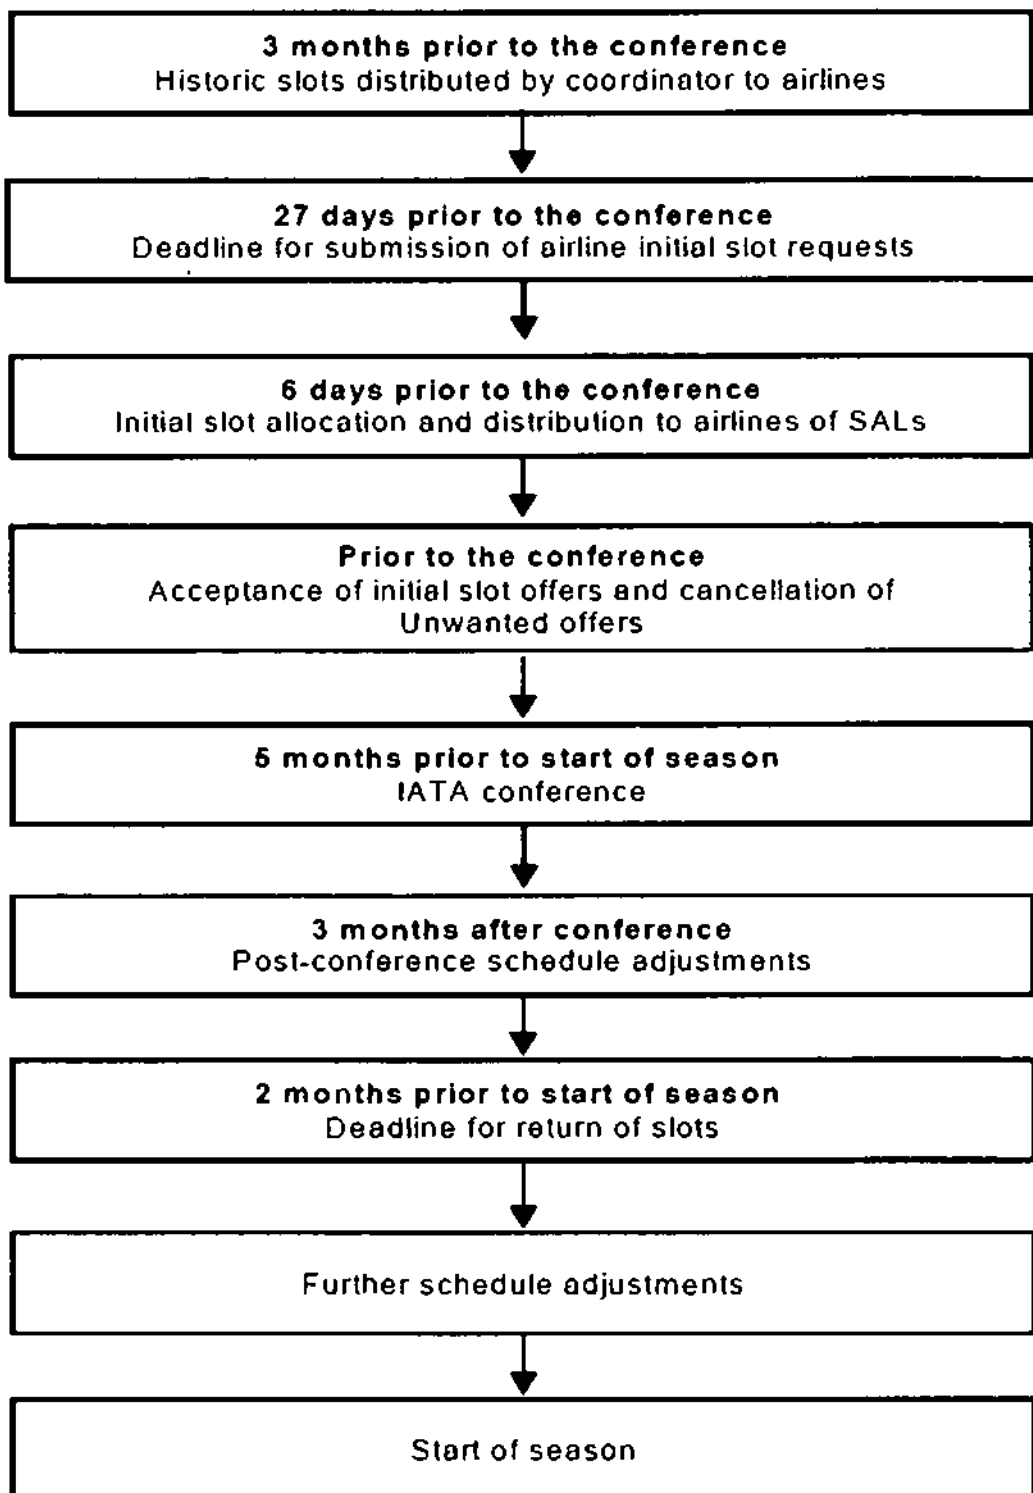 3 months prior to the conference
Historic slots distributed by coordinator to airlines
27 days prior to the conference
Deadline for submission of airline initial slot requests
6 days prior to the conference
Initial slot allocation and distribution to airlines of SALs
Prior to the conference
Acceptance of initial slot offers and cancellation of
Unwanted offers
5 months prior to start of season
IATA conference
3 months after conference
Post-conference schedule adjustments
2 months prior to start of season
Deadline for return of slots
Further schedule adjustments
Start of season